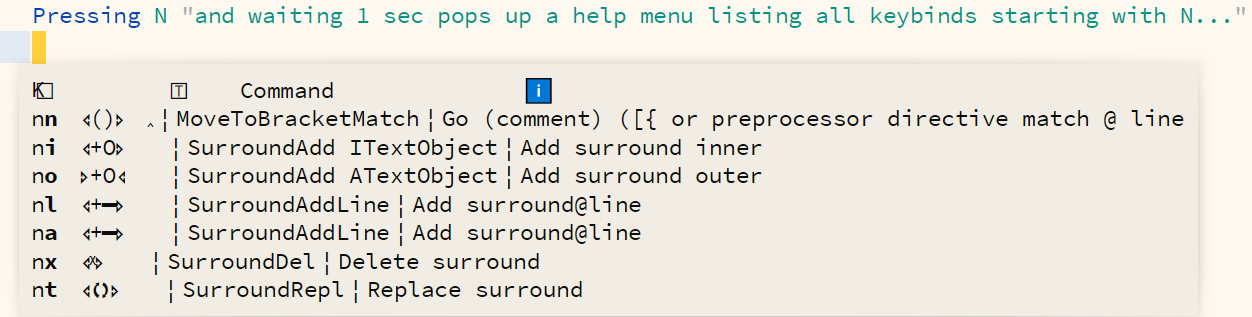 Pressing N "and waiting 1 sec pops up a help menu listing all keybinds starting with N..."
K T Command i
nn ‹()› ^¦MoveToBracketMatch¦Go (comment) ([{ or preprocessor directive match @ line
ni ‹+O› ¦SurroundAdd ITextObject¦Add surround inner
no ›+O‹ ¦SurroundAdd ATextObject¦Add surround outer
nl ‹+━› ¦SurroundAddLine¦Add surround@line
na ‹+━› ¦SurroundAddLine¦Add surround@line
nx ¦SurroundDel¦Delete surround
nt ‹()› ¦SurroundRepl¦Replace surround